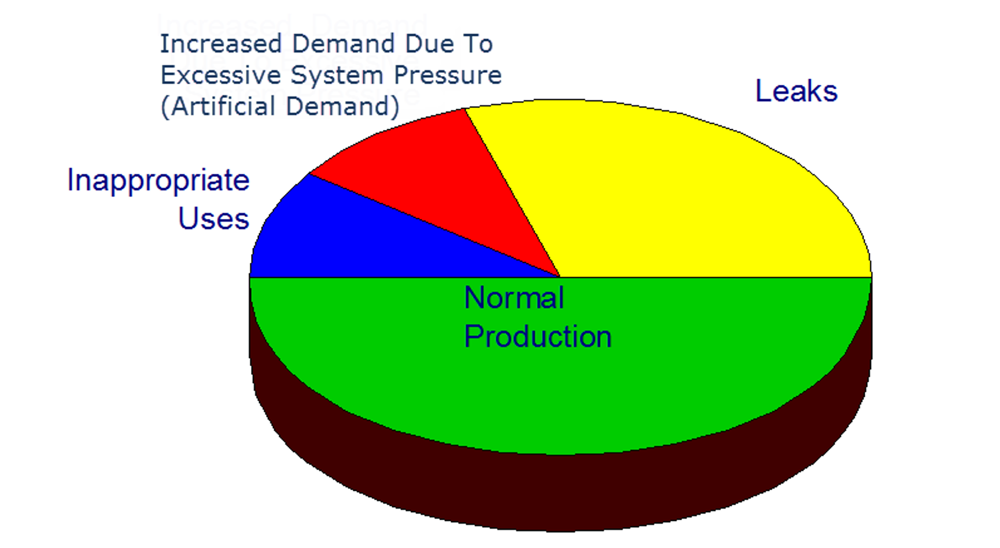 Increased Demand Due To
Excessive System Pressure
(Artificial Demand)
Leaks
Inappropriate
Uses
Normal
Production